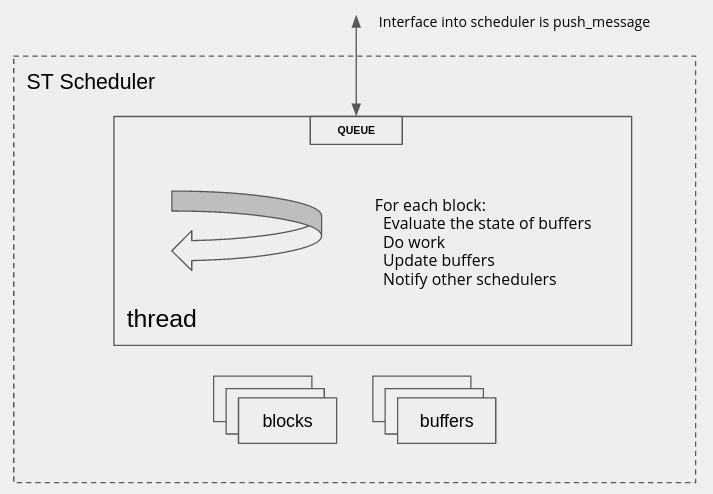 Interface into scheduler is push_message
ST Scheduler
QUEUE
For each block:
Evaluate the state of buffers
Do work
Update buffers
Notify other schedulers
thread
blocks
buffers